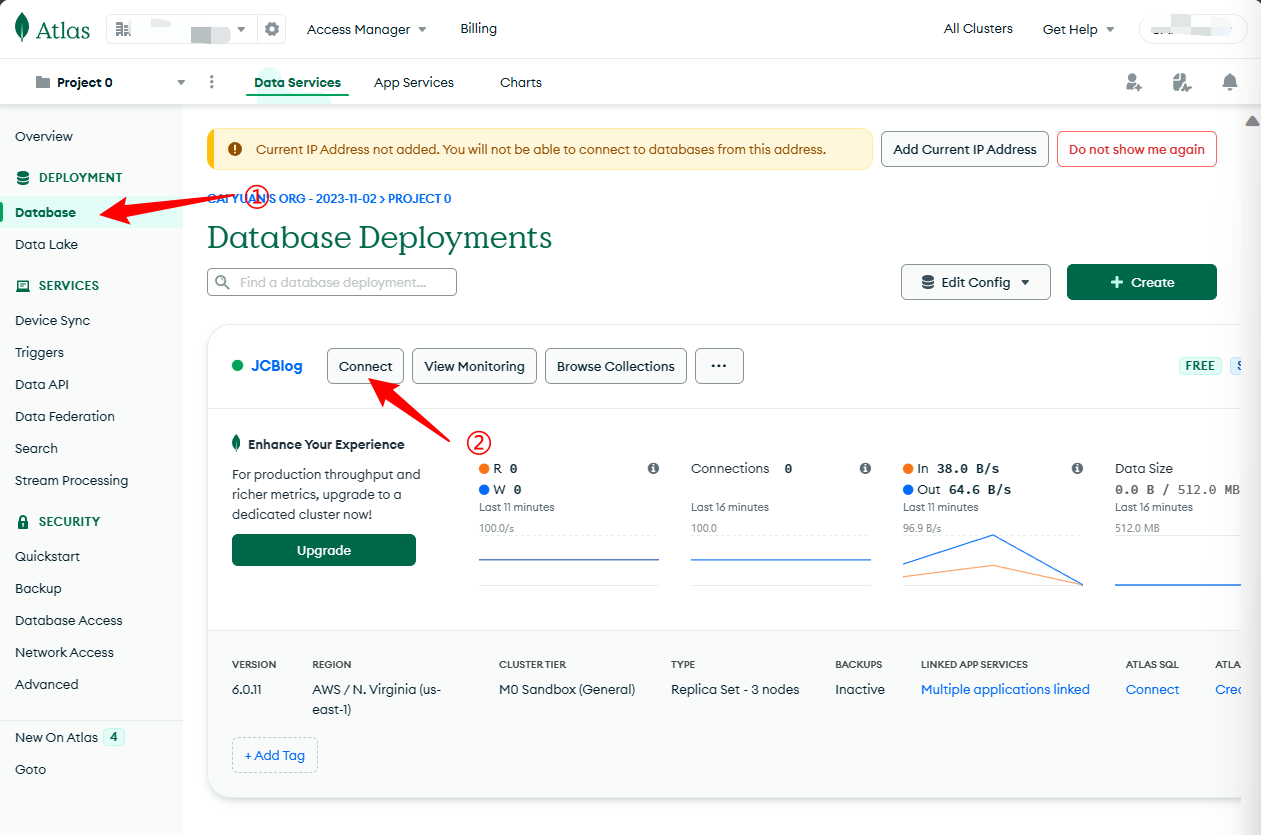 Atlas
Access Manager
Billing
All Clusters
Get Help
Project 0
Data Services
App Services
Charts
Overview
DEPLOYMENT
Database
Data Lake
SERVICES
Device Sync
Triggers
Data API
Data Federation
Search
Stream Processing
SECURITY
Quickstart
Backup
Database Access
Network Access
Advanced
New On Atlas 4
Goto
Current IP Address not added. You will not be able to connect to databases from this address.
Add Current IP Address
Do not show me again
①
ORG - 2023-11-02 > PROJECT 0
Database Deployments
Find a database deployment...
Edit Config
+ Create
JCBlog
Connect
View Monitoring
Browse Collections
...
FREE
②
Enhance Your Experience
For production throughput and
richer metrics, upgrade to a
dedicated cluster now!
Upgrade
R 0
W 0
Last 11 minutes
100.0/s
Connections 0
Last 16 minutes
100.0
In 38.0 B/s
Out 64.6 B/s
Last 11 minutes
96.9 B/s
Data Size
0.0 B / 512.0 MB
Last 16 minutes
512.0 MB
VERSION
6.0.11
REGION
AWS / N. Virginia (us-
east-1)
CLUSTER TIER
M0 Sandbox (General)
TYPE
Replica Set - 3 nodes
BACKUPS
Inactive
LINKED APP SERVICES
Multiple applications linked
ATLAS SQL
Connect
ATLA
Crea
+ Add Tag